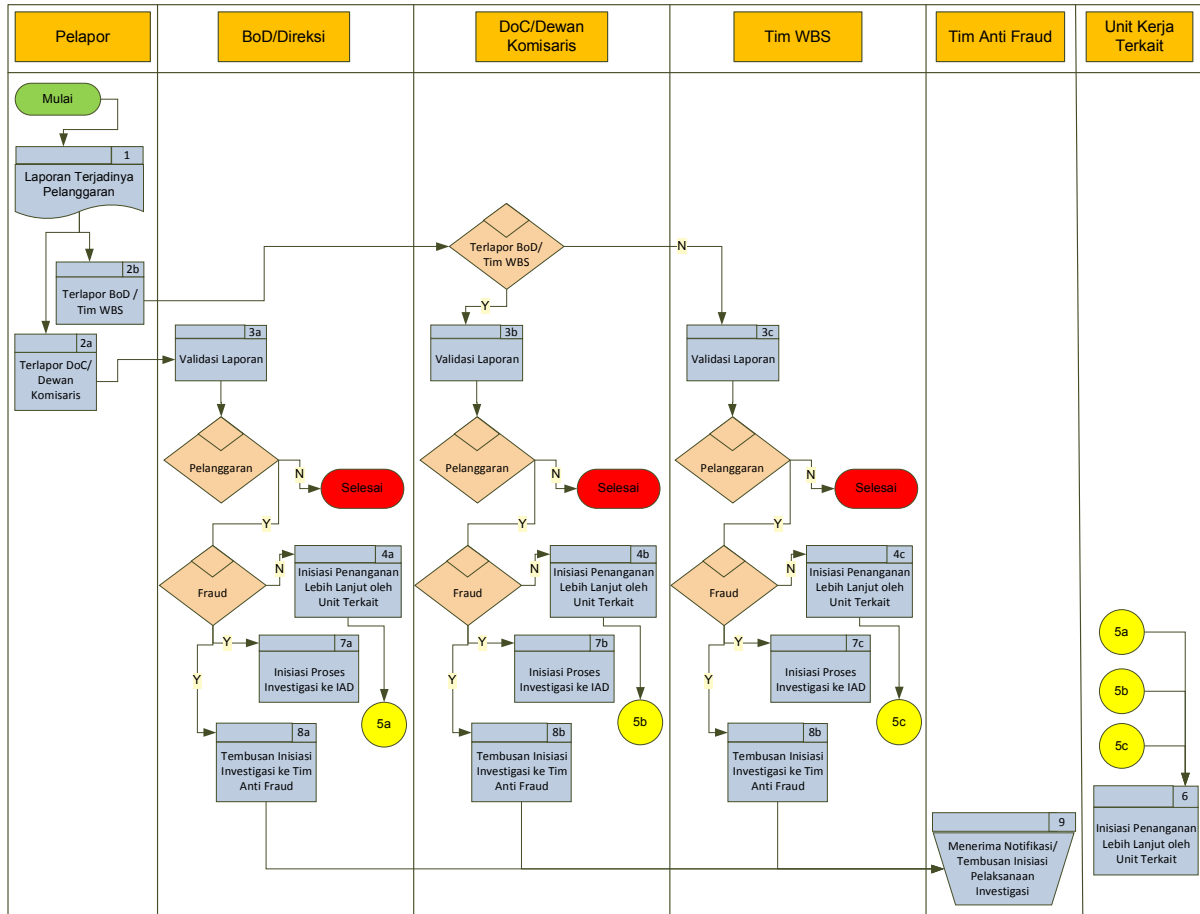 Pelapor
BoD/Direksi
DoC/Dewan
Komisaris
Tim WBS
Tim Anti Fraud
Unit Kerja
Terkait
Mulai
1
Laporan Terjadinya
Pelanggaran
2b
Terlapor BoD /
Tim WBS
2a
Terlapor DoC/
Dewan
Komisaris
3a
Validasi Laporan
Pelanggaran
N
Selesai
Y
Fraud
N
4a
Inisiasi Penanganan
Lebih Lanjut oleh
Unit Terkait
Y
7a
Inisiasi Proses
Investigasi ke IAD
Y
5a
8a
Tembusan Inisiasi
Investigasi ke Tim
Anti Fraud
Terlapor BoD/
Tim WBS
N
Y
3b
Validasi Laporan
Pelanggaran
N
Selesai
Y
Fraud
N
4b
Inisiasi Penanganan
Lebih Lanjut oleh
Unit Terkait
Y
7b
Inisiasi Proses
Investigasi ke IAD
Y
5b
8b
Tembusan Inisiasi
Investigasi ke Tim
Anti Fraud
3c
Validasi Laporan
Pelanggaran
N
Selesai
Y
Fraud
N
4c
Inisiasi Penanganan
Lebih Lanjut oleh
Unit Terkait
Y
7c
Inisiasi Proses
Investigasi ke IAD
Y
5c
8b
Tembusan Inisiasi
Investigasi ke Tim
Anti Fraud
9
Menerima Notifikasi/
Tembusan Inisiasi
Pelaksanaan
Investigasi
5a
5b
5c
6
Inisiasi Penanganan
Lebih Lanjut oleh
Unit Terkait